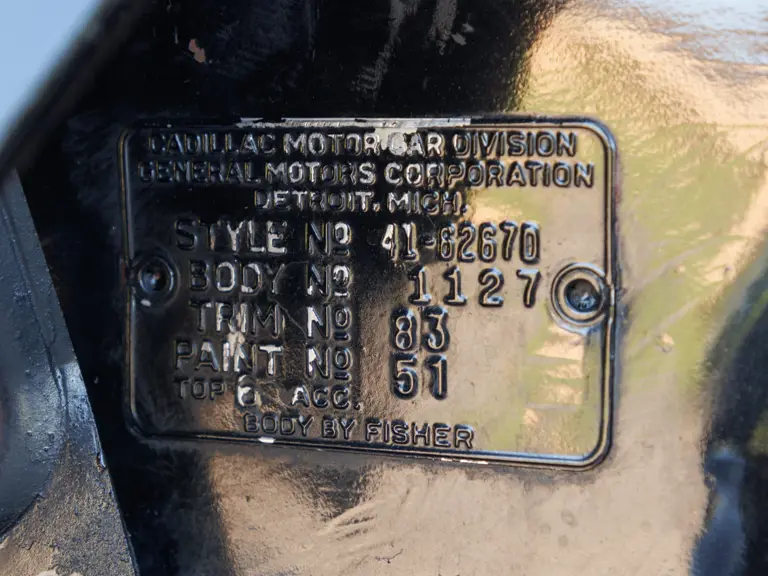 CADILLAC MOTOR CAR DIVISION
GENERAL MOTORS CORPORATION
DETROIT, MICH.
STYLE Nº 41-6267D
BODY Nº 1127
TRIM Nº 83
PAINT Nº 51
TOP & ACC.
BODY BY FISHER